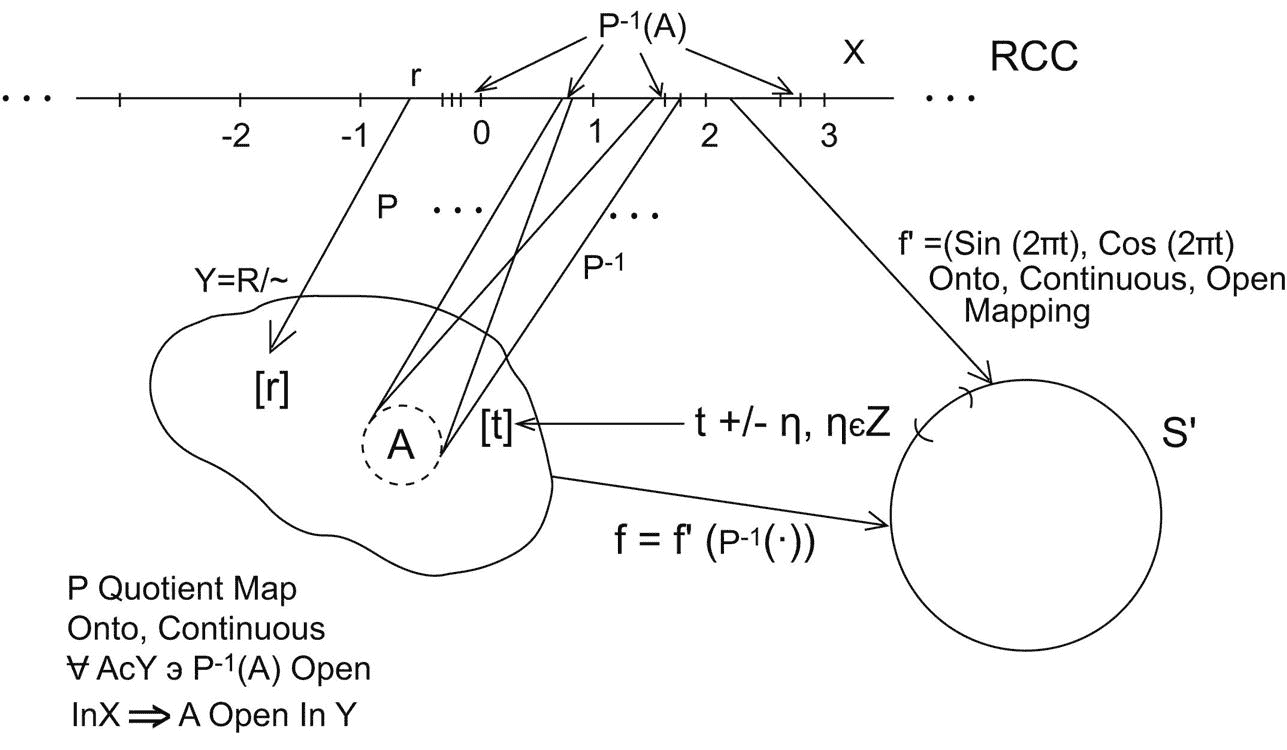 P-1(A)
X
RCC
r
• • •
• • •
-2 -1 0 1 2 3
P • • • • • •
P-1
f' =(Sin (2πt), Cos (2πt)
Onto, Continuous, Open
Mapping
Y=R/~
[r]
A
[t]
t +/- η, ηϵZ
S'
f = f' (P-1(·))
P Quotient Map
Onto, Continuous
∀ AcY э P-1(A) Open
InX ⟹ A Open In Y